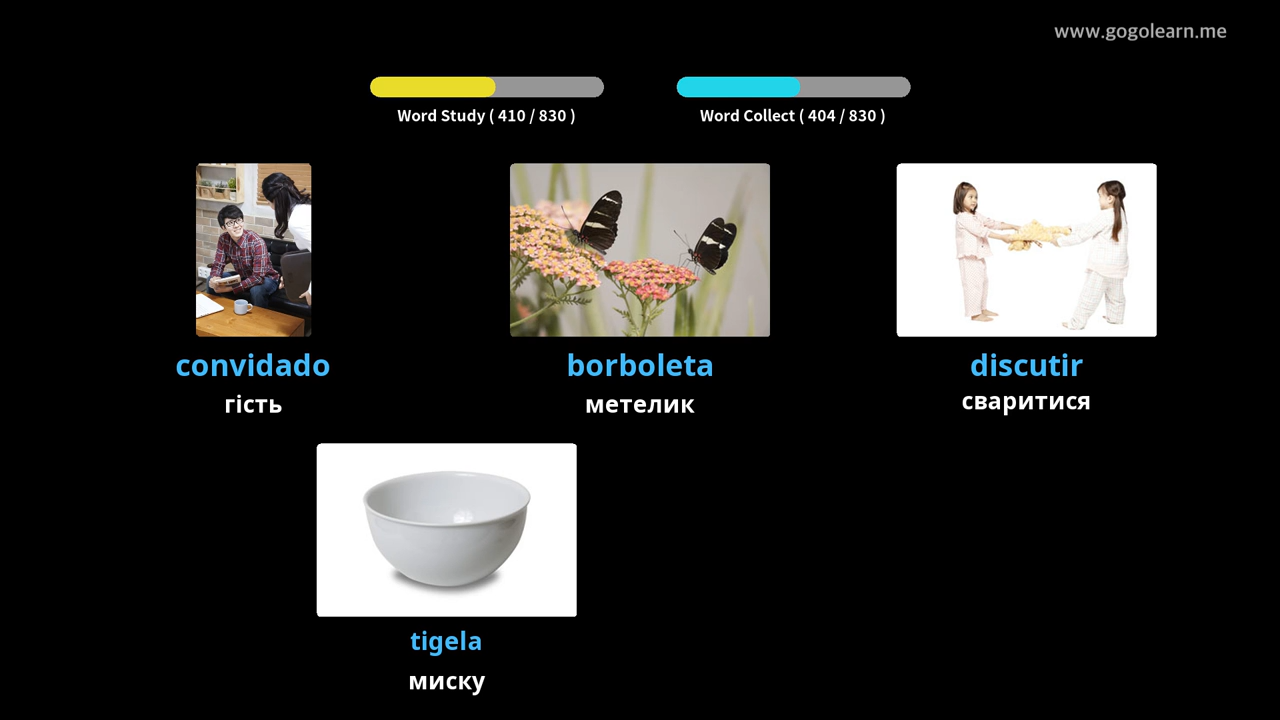 www.gogolearn.me
Word Study ( 410 / 830 )
Word Collect ( 404 / 830 )
convidado
гість
borboleta
метелик
discutir
сваритися
tigela
миску